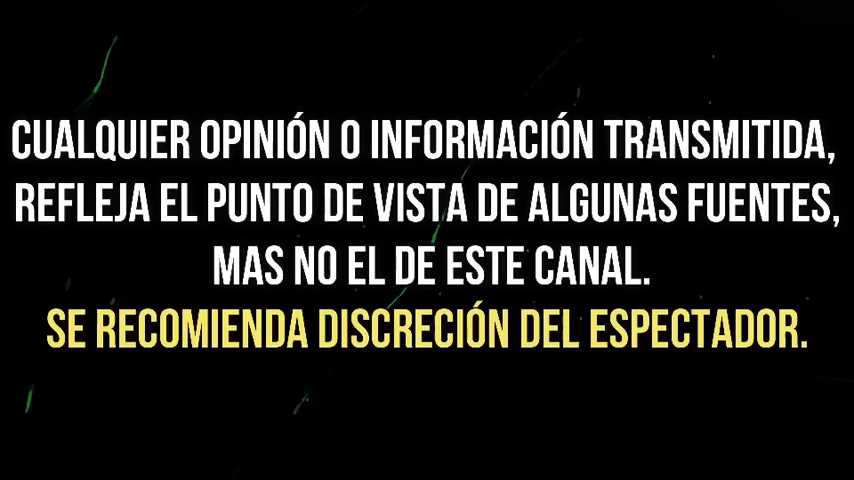 CUALQUIER OPINIÓN O INFORMACIÓN TRANSMITIDA,
REFLEJA EL PUNTO DE VISTA DE ALGUNAS FUENTES,
MAS NO EL DE ESTE CANAL.
SE RECOMIENDA DISCRECIÓN DEL ESPECTADOR.